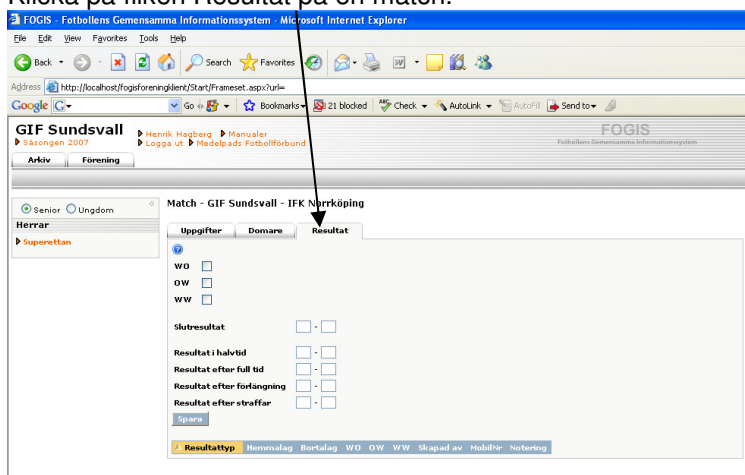 Klicka på fliken Resultat på en match.
FOGIS - Fotbollens Gemensamma Informationssystem - Microsoft Internet Explorer
File Edit View Favorites Tools Help
Back Search Favorites
Address http://localhost/fogisforeningklient/Start/Frameset.aspx?url=
Google G Go Bookmarks 21 blocked Check AutoLink AutoFill Send to
GIF Sundsvall Henrik Hagberg Manualer FOGIS
Säsongen 2007 Logga ut Medelpads Fotbollförbund Fotbollens Gemensamma Informationssystem
Arkiv Förening
Senior Ungdom «
Match - GIF Sundsvall - IFK Norrköping
Herrar
Superettan
Uppgifter Domare Resultat
WO
OW
WW
Slutresultat -
Resultat i halvtid -
Resultat efter full tid -
Resultat efter förlängning -
Resultat efter straffar -
Spara
Resultattyp Hemmalag Bortalag WO OW WW Skapad av MobilNr Notering